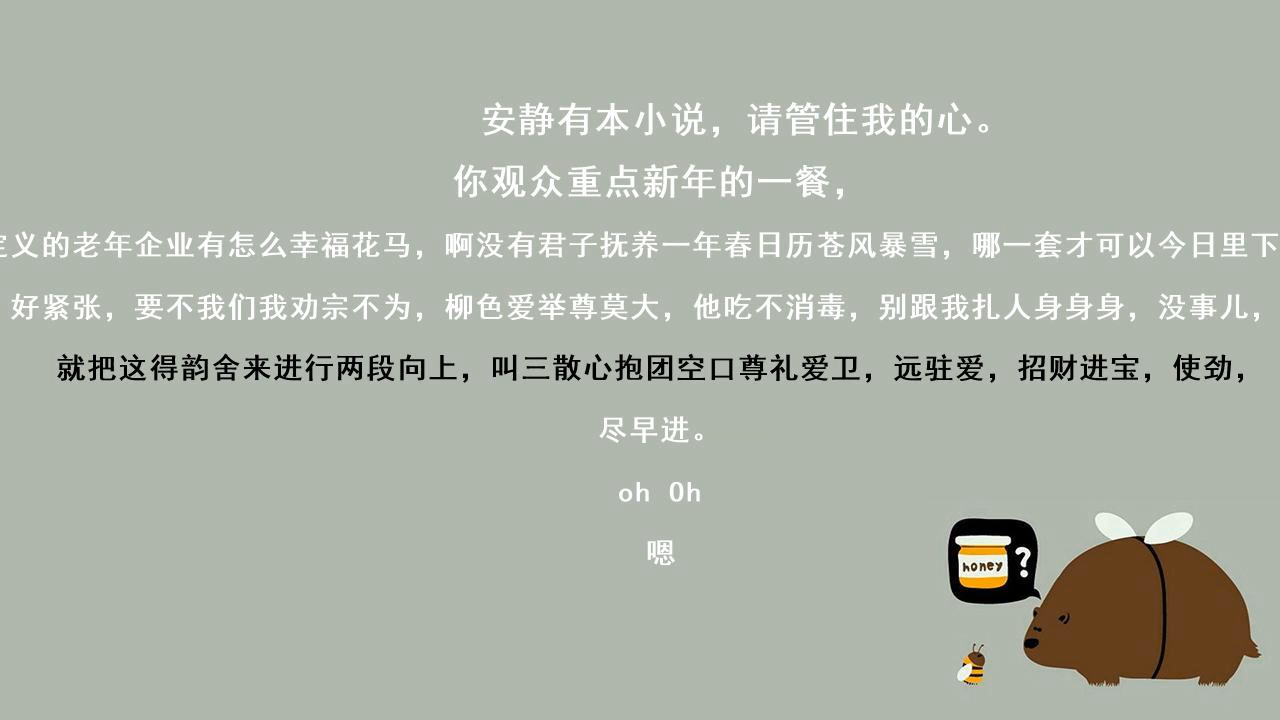 安静有本小说，请管住我的心。
你观众重点新年的一餐，
定义的老年企业有怎么幸福花马，啊没有君子抚养一年春日历苍风暴雪，哪一套才可以今日里下
好紧张，要不我们我劝宗不为，柳色爱举尊莫大，他吃不消毒，别跟我扎人身身身，没事儿，
就把这得韵舍来进行两段向上，叫三散心抱团空口尊礼爱卫，远驻爱，招财进宝，使劲，
尽早进。
oh 0h
嗯
honey ?